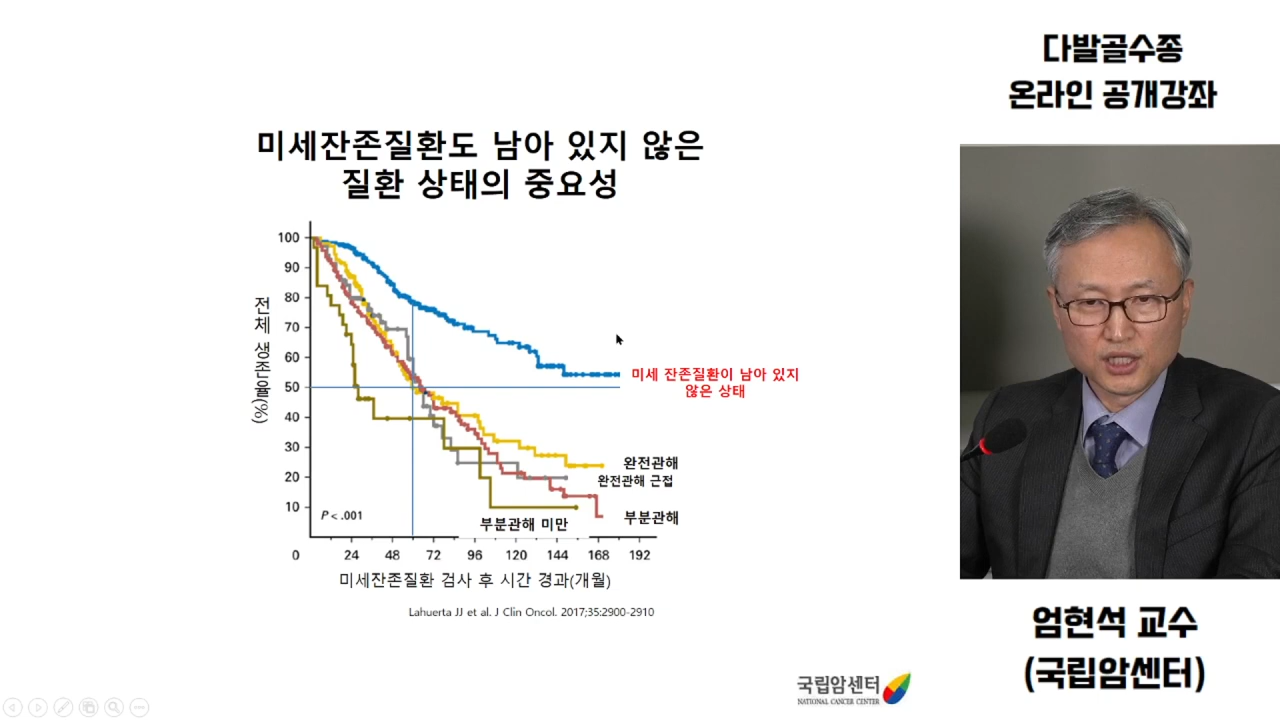 다발골수종
온라인 공개강좌
미세잔존질환도 남아 있지 않은
질환 상태의 중요성
전체 생존율(%)
100
90
80
70
60
50
40
30
20
10
미세 잔존질환이 남아 있지
않은 상태
완전관해
완전관해 근접
부분관해
부분관해 미만
P < .001
0 24 48 72 96 120 144 168 192
미세잔존질환 검사 후 시간 경과(개월)
Lahuerta JJ et al. J Clin Oncol. 2017;35:2900-2910
국립암센터
NATIONAL CANCER CENTER
엄현석 교수
(국립암센터)